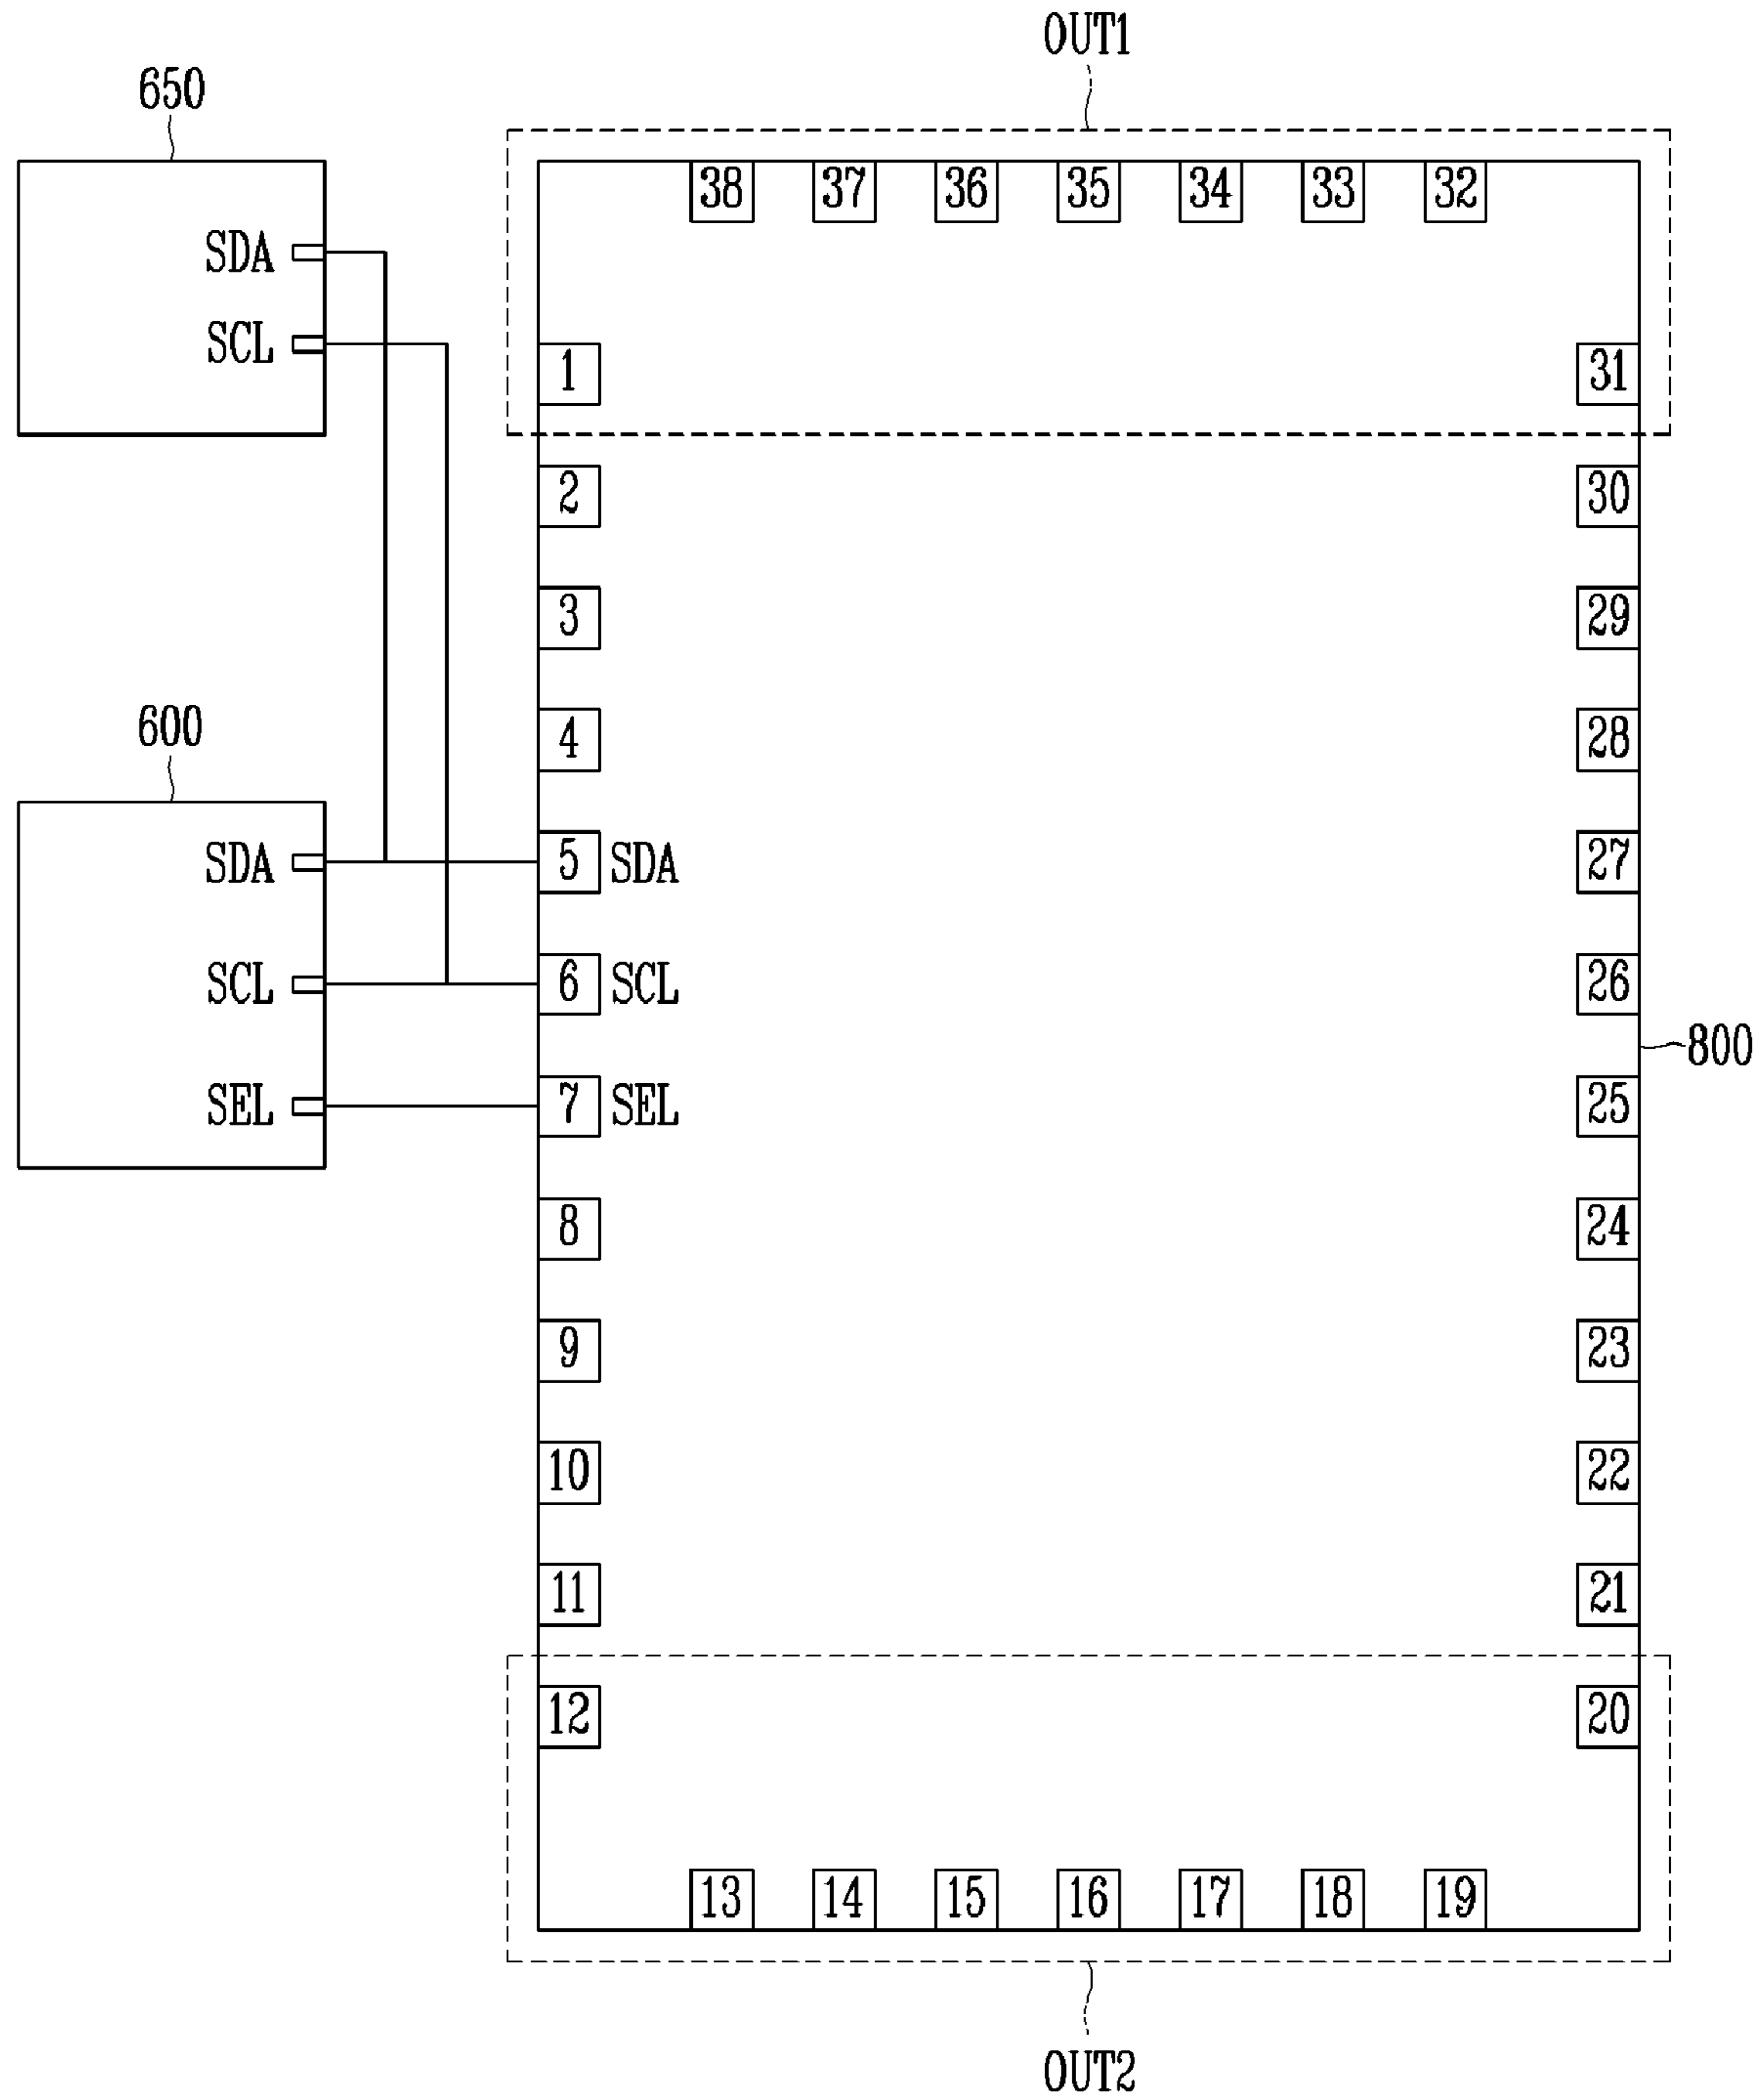 OUT1
650
38 37 36 35 34 33 32
SDA
SCL
1 31
2 30
3 29
600
4 28
SDA 5 SDA 27
SCL 6 SCL 26
800
SEL 7 SEL 25
8 24
9 23
10 22
11 21
12 20
13 14 15 16 17 18 19
OUT2